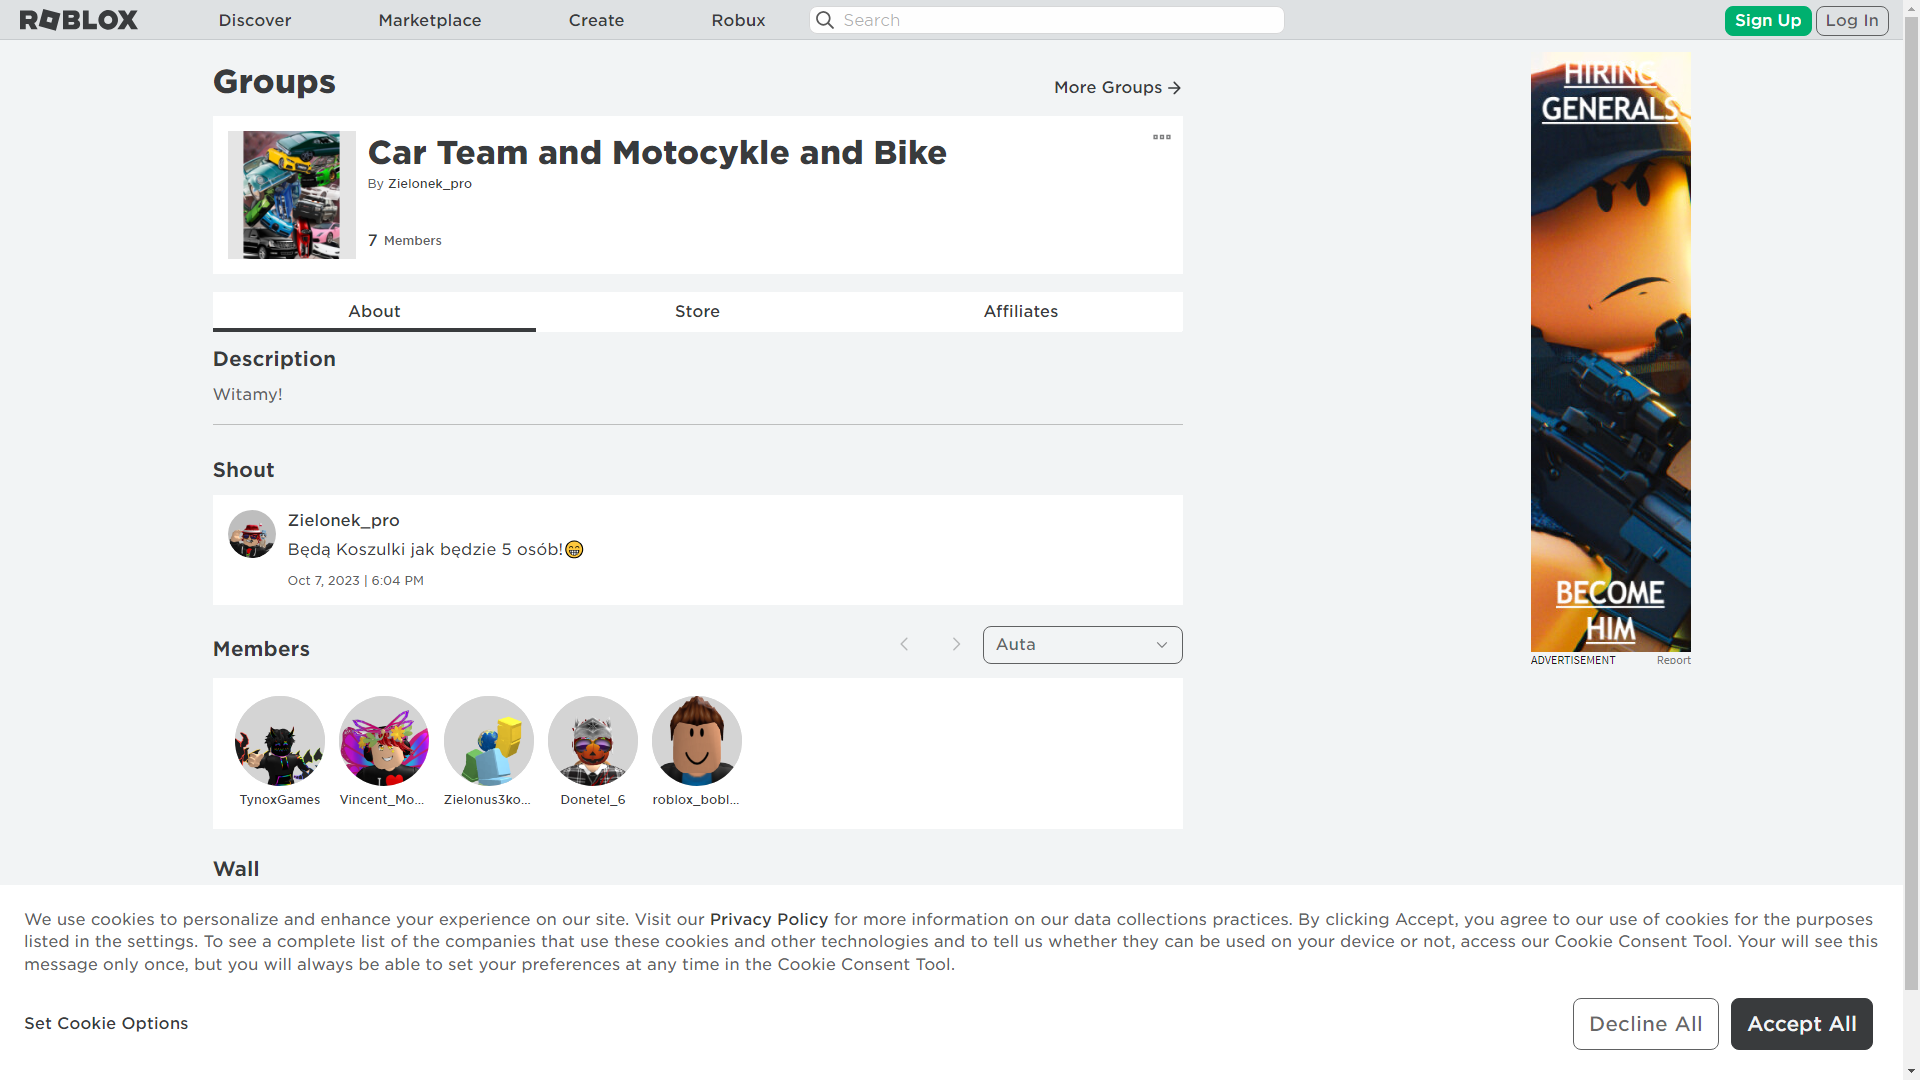 ROBLOX
Discover
Marketplace
Create
Robux
Search
Sign Up
Log In
Groups
More Groups
Car Team and Motocykle and Bike
By Zielonek_pro
7 Members
About
Store
Affiliates
Description
Witamy!
Shout
Zielonek_pro
Będą Koszulki jak będzie 5 osób!😁
Oct 7, 2023 | 6:04 PM
Members
Auta
TynoxGames
Vincent_Mo...
Zielonus3ko...
Donetel_6
roblox_bobl...
Wall
HIRING
GENERALS
BECOME
HIM
ADVERTISEMENT
Report
We use cookies to personalize and enhance your experience on our site. Visit our Privacy Policy for more information on our data collections practices. By clicking Accept, you agree to our use of cookies for the purposes
listed in the settings. To see a complete list of the companies that use these cookies and other technologies and to tell us whether they can be used on your device or not, access our Cookie Consent Tool. Your will see this
message only once, but you will always be able to set your preferences at any time in the Cookie Consent Tool.
Set Cookie Options
Decline All
Accept All